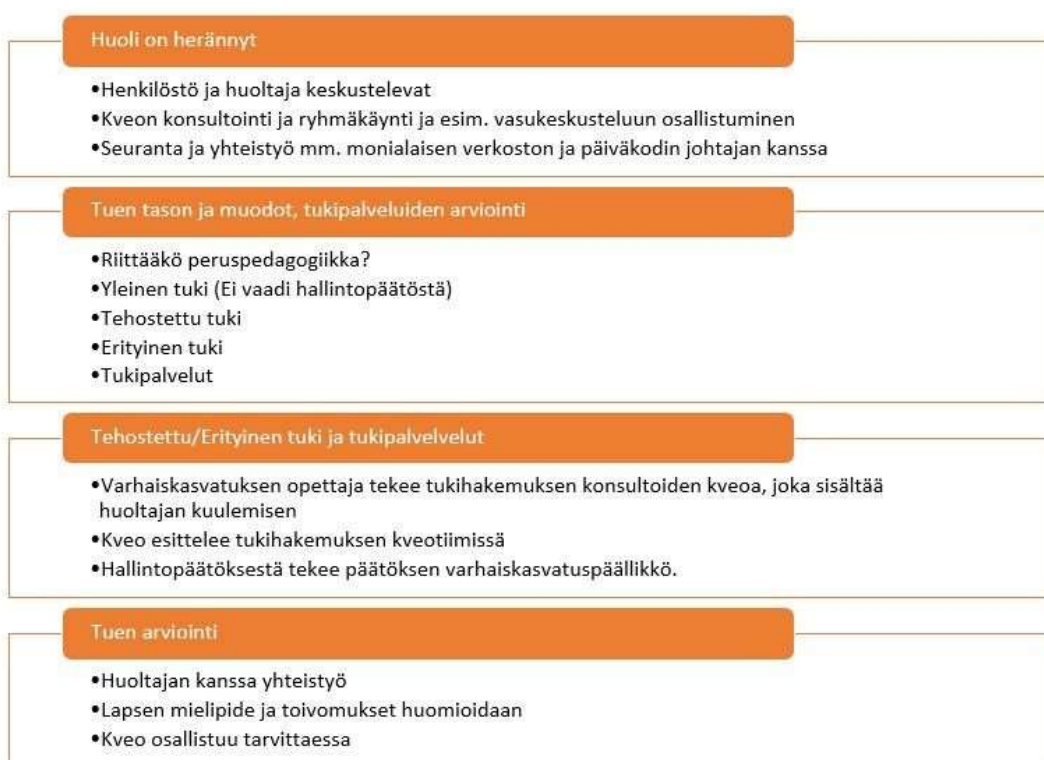 Huoli on herännyt
•Henkilöstö ja huoltaja keskustelevat
•Kveon konsultointi ja ryhmäkäynti ja esim. vasukeskusteluun osallistuminen
•Seuranta ja yhteistyö mm. monialaisen verkoston ja päiväkodin johtajan kanssa
Tuen tason ja muodot, tukipalveluiden arviointi
•Riittääkö peruspedagogiikka?
•Yleinen tuki (Ei vaadi hallintopäätöstä)
•Tehostettu tuki
•Erityinen tuki
•Tukipalvelut
Tehostettu/Erityinen tuki ja tukipalvelvelut
•Varhaiskasvatuksen opettaja tekee tukihakemuksen konsultoiden kveoa, joka sisältää
huoltajan kuulemisen
•Kveo esittelee tukihakemuksen kveotiimissä
•Hallintopäätöksestä tekee päätöksen varhaiskasvatuspäällikkö.
Tuen arviointi
•Huoltajan kanssa yhteistyö
•Lapsen mielipide ja toivomukset huomioidaan
•Kveo osallistuu tarvittaessa